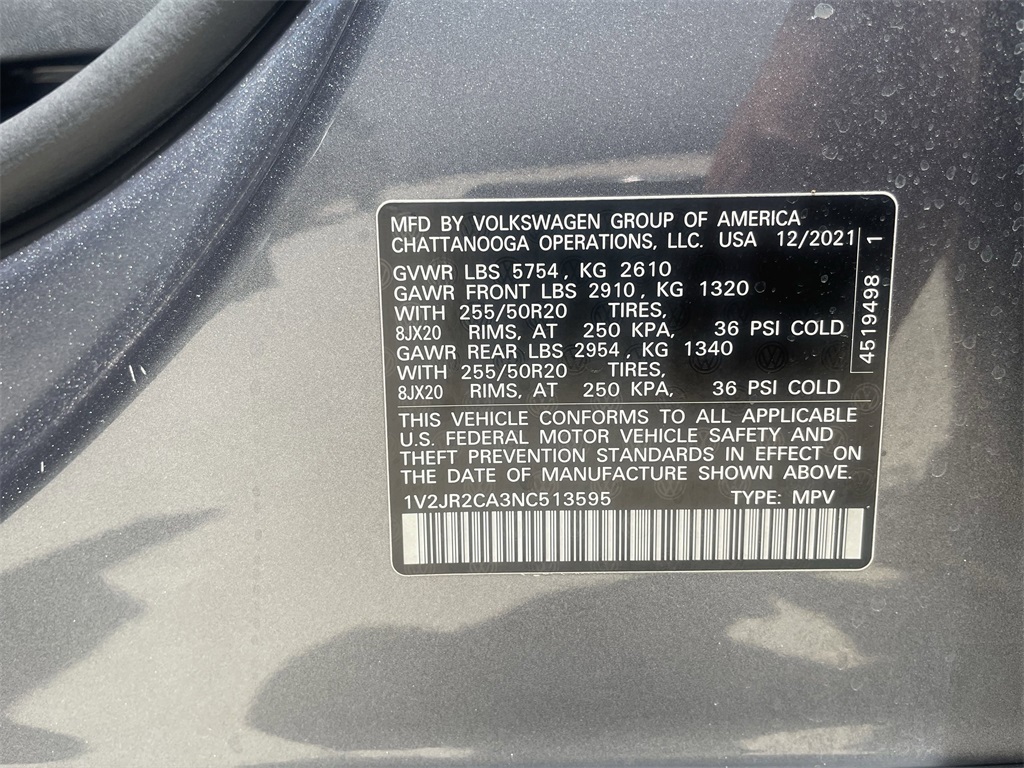 MFD BY VOLKSWAGEN GROUP OF AMERICA
CHATTANOOGA OPERATIONS, LLC. USA 12/2021
GVWR LBS 5754, KG 2610
GAWR FRONT LBS 2910, KG 1320
WITH 255/50R20 TIRES,
8JX20 RIMS, AT 250 KPA, 36 PSI COLD
GAWR REAR LBS 2954, KG 1340
WITH 255/50R20 TIRES,
8JX20 RIMS, AT 250 KPA, 36 PSI COLD
4519498 1
THIS VEHICLE CONFORMS TO ALL APPLICABLE
U.S. FEDERAL MOTOR VEHICLE SAFETY AND
THEFT PREVENTION STANDARDS IN EFFECT ON
THE DATE OF MANUFACTURE SHOWN ABOVE.
1V2JR2CA3NC513595 TYPE: MPV